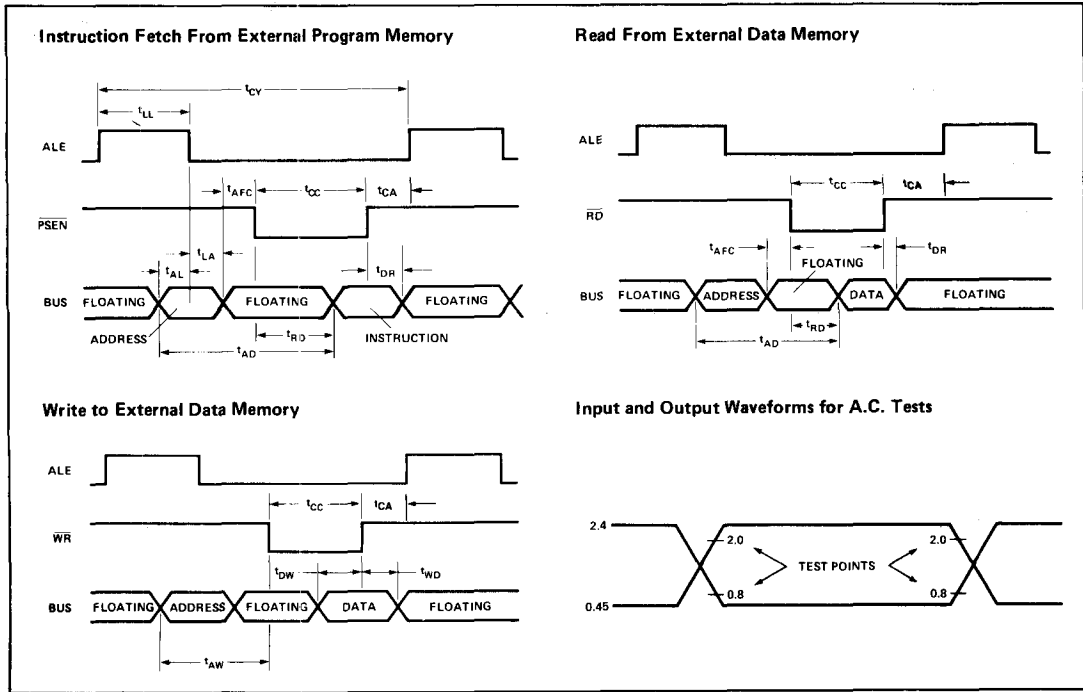 Instruction Fetch From External Program Memory
tCY
tLL
ALE
tAFC
tCC
tCA
PSEN
tLA
tAL
tDR
BUS
FLOATING
FLOATING
FLOATING
ADDRESS
tRD
INSTRUCTION
tAD
Read From External Data Memory
ALE
tCC
tCA
RD
tAFC
tDR
FLOATING
BUS
FLOATING
ADDRESS
DATA
FLOATING
tRD
tAD
Write to External Data Memory
ALE
tCC
tCA
WR
tDW
tWD
BUS
FLOATING
ADDRESS
FLOATING
DATA
FLOATING
tAW
Input and Output Waveforms for A.C. Tests
2.4
2.0
2.0
TEST POINTS
0.8
0.8
0.45